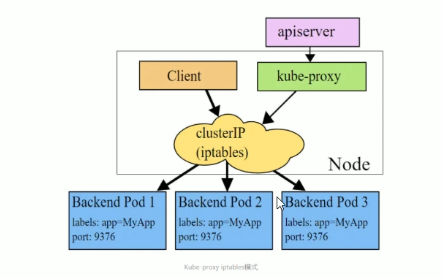 apiserver
Client
kube-proxy
clusterIP
(iptables)
Node
Backend Pod 1
labels: app=MyApp
port: 9376
Backend Pod 2
labels: app=MyApp
port: 9376
Backend Pod 3
labels: app=MyApp
port: 9376
Kube-proxy iptables模式